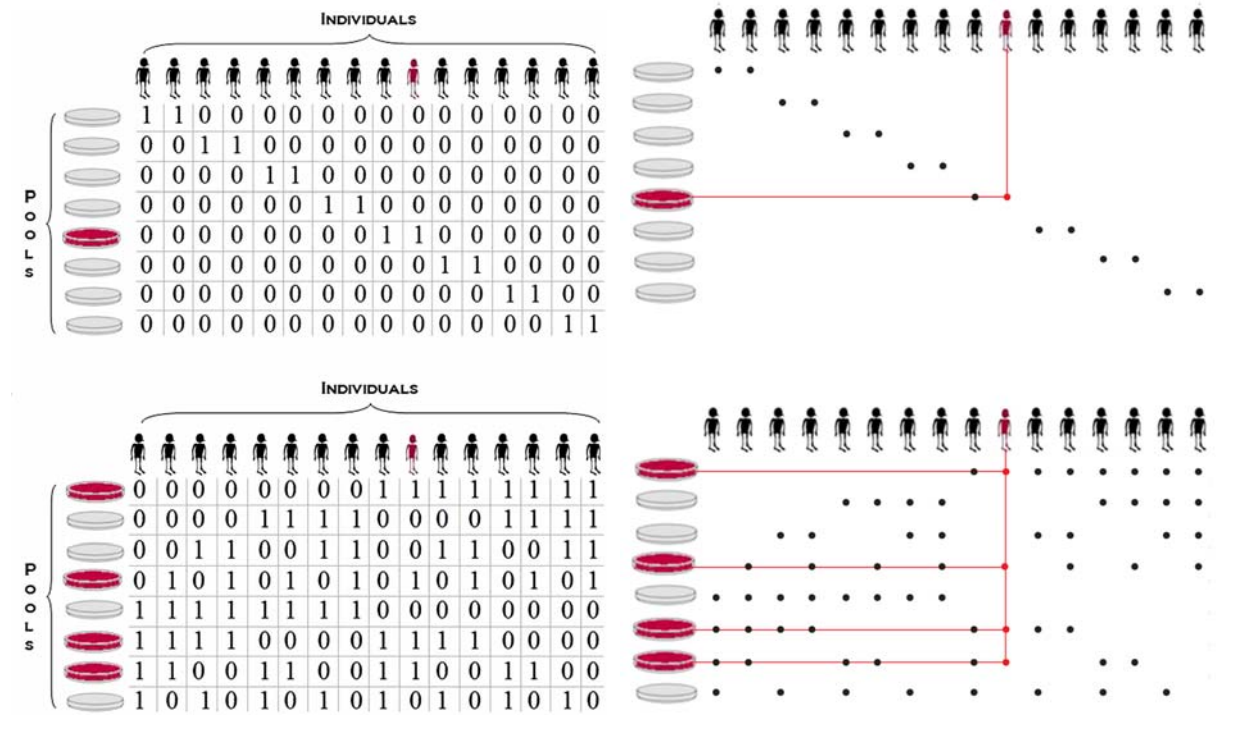 INDIVIDUALS
POOLS
1 1 0 0 0 0 0 0 0 0 0 0 0 0 0 0
0 0 1 1 0 0 0 0 0 0 0 0 0 0 0 0
0 0 0 0 1 1 0 0 0 0 0 0 0 0 0 0
0 0 0 0 0 0 1 1 0 0 0 0 0 0 0 0
0 0 0 0 0 0 0 0 1 1 0 0 0 0 0 0
0 0 0 0 0 0 0 0 0 0 1 1 0 0 0 0
0 0 0 0 0 0 0 0 0 0 0 0 1 1 0 0
0 0 0 0 0 0 0 0 0 0 0 0 0 0 1 1
INDIVIDUALS
POOLS
0 0 0 0 0 0 0 0 1 1 1 1 1 1 1 1
0 0 0 0 1 1 1 1 0 0 0 0 1 1 1 1
0 0 1 1 0 0 1 1 0 0 1 1 0 0 1 1
0 1 0 1 0 1 0 1 0 1 0 1 0 1 0 1
1 1 1 1 1 1 1 1 0 0 0 0 0 0 0 0
1 1 1 1 0 0 0 0 1 1 1 1 0 0 0 0
1 1 0 0 1 1 0 0 1 1 0 0 1 1 0 0
1 0 1 0 1 0 1 0 1 0 1 0 1 0 1 0